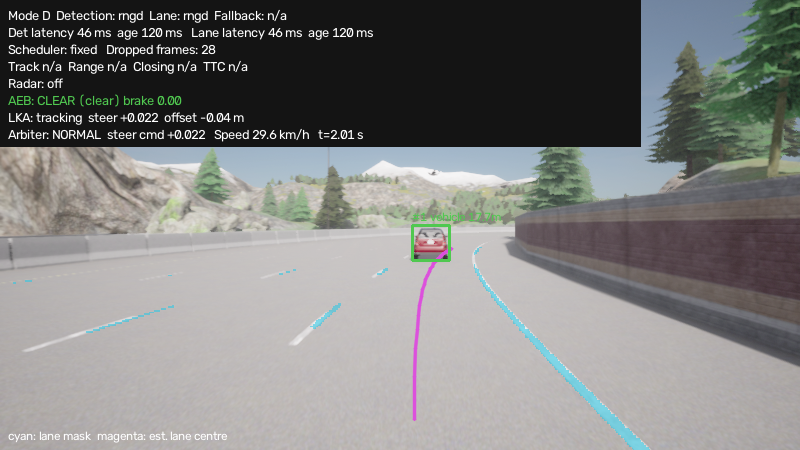 Mode D  Detection: rngd  Lane: rngd  Fallback: n/a
Det latency 46 ms  age 120 ms   Lane latency 46 ms  age 120 ms
Scheduler: fixed   Dropped frames: 28
Track n/a  Range n/a  Closing n/a  TTC n/a
Radar: off
AEB: CLEAR (clear) brake 0.00
LKA: tracking  steer +0.022  offset -0.04 m
Arbiter: NORMAL  steer cmd +0.022   Speed 29.6 km/h   t=2.01 s
cyan: lane mask  magenta: est. lane centre